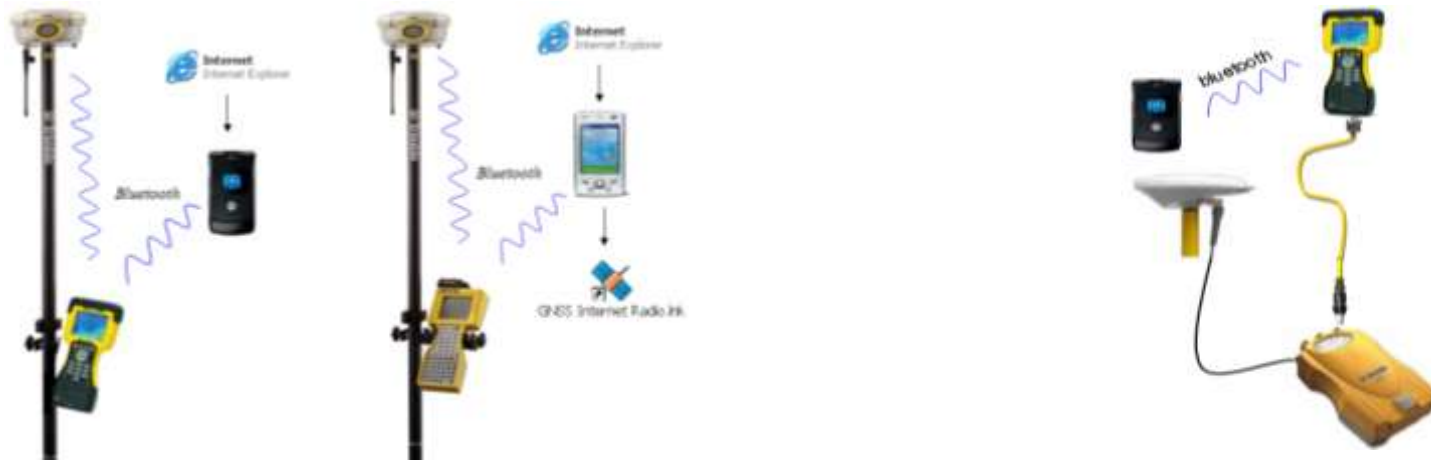 Internet
Internet Explorer
Bluetooth
Internet
Internet Explorer
Bluetooth
GNSS Internet Radio.lnk
bluetooth